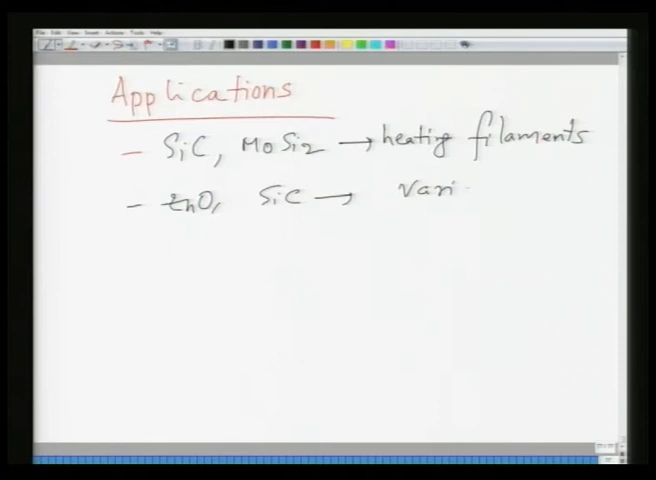 Applications
- SiC, MoSi2 → heating filaments
- ZnO, SiC → Vari